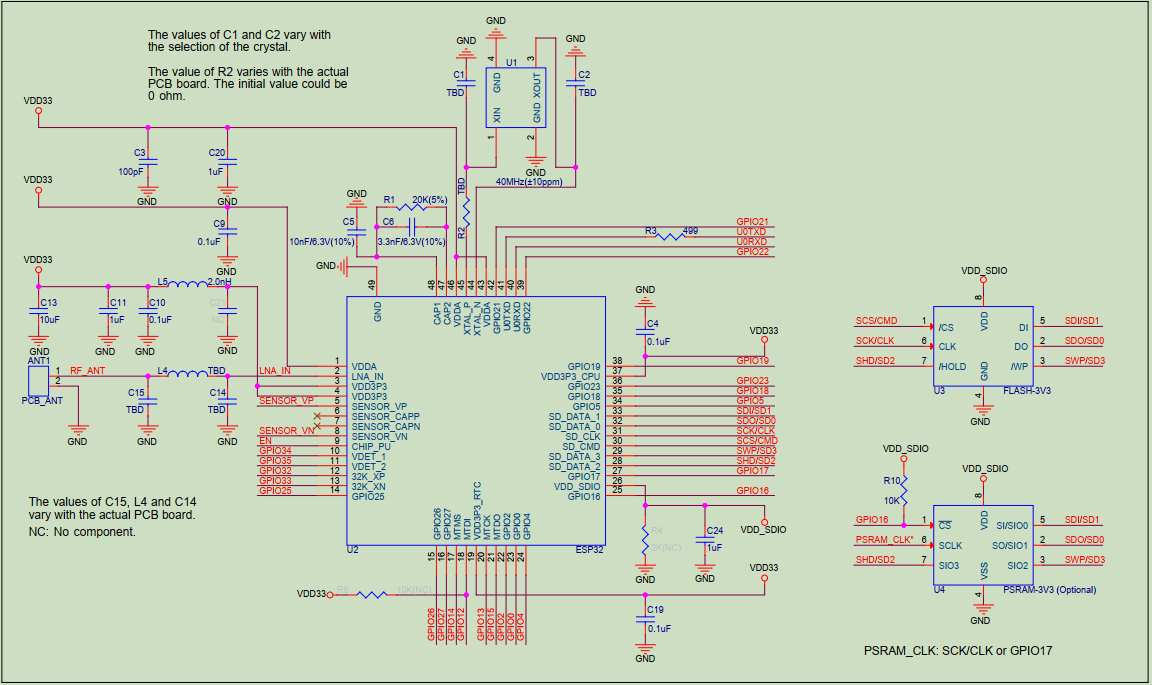 The values of C1 and C2 vary with
the selection of the crystal.
The value of R2 varies with the actual
PCB board. The initial value could be
0 ohm.
GND
GND
GND
U1
4
3
GND
XOUT
XIN
GND
1
2
C1
TBD
C2
TBD
GND
40MHz(±10ppm)
TBD
R2
VDD33
C3
100pF
C20
1uF
GND
GND
VDD33
C9
0.1uF
GND
VDD33
C13
10uF
C11
1uF
C10
0.1uF
L5
2.0nH
C21
NC
GND
GND
GND
GND
GND
C5
10nF/6.3V(10%)
R1
20K(5%)
C6
3.3nF/6.3V(10%)
GND
GPIO21
R3
499
U0TXD
U0RXD
GPIO22
ANT1
1
2
PCB_ANT
RF_ANT
L4
TBD
LNA_IN
C15
TBD
C14
TBD
GND
GND
GND
SENSOR_VP
SENSOR_VN
EN
GPIO34
GPIO35
GPIO32
GPIO33
GPIO25
49
48
47
46
45
44
43
42
41
40
39
GND
CAP1
CAP2
VDDA
XTAL_P
XTAL_N
VDDA
GPIO21
U0TXD
U0RXD
GPIO22
1 VDDA
2 LNA_IN
3 VDD3P3
4 VDD3P3
5 SENSOR_VP
6 SENSOR_CAPP
7 SENSOR_CAPN
8 SENSOR_VN
9 CHIP_PU
10 VDET_1
11 VDET_2
12 32K_XP
13 32K_XN
14 GPIO25
GPIO19 38 GPIO19
VDD3P3_CPU 37
GPIO23 36 GPIO23
GPIO18 35 GPIO18
GPIO5 34 GPIO5
SD_DATA_1 33 SDI/SD1
SD_DATA_0 32 SDO/SD0
SD_CLK 31 SCK/CLK
SD_CMD 30 SCS/CMD
SD_DATA_3 29 SWP/SD3
SD_DATA_2 28 SHD/SD2
GPIO17 27 GPIO17
VDD_SDIO 26
GPIO16 25 GPIO16
GPIO26
GPIO27
MTMS
MTDI
VDD3P3_RTC
MTCK
MTDO
GPIO2
GPIO0
GPIO4
U2
ESP32
15
16
17
18
19
20
21
22
23
24
GND
C4
0.1uF
VDD33
R4
2K(NC)
GND
C24
1uF
GND
VDD_SDIO
VDD33
C19
0.1uF
GND
VDD33
R9
10K(NC)
GPIO26
GPIO27
GPIO14
GPIO12
GPIO13
GPIO15
GPIO2
GPIO0
GPIO4
The values of C15, L4 and C14
vary with the actual PCB board.
NC: No component.
VDD_SDIO
8
VDD
SCS/CMD 1 /CS
DI 5 SDI/SD1
SCK/CLK 6 CLK
DO 2 SDO/SD0
SHD/SD2 7 /HOLD
/WP 3 SWP/SD3
GND
U3
4
FLASH-3V3
GND
VDD_SDIO
R10
10K
VDD_SDIO
8
VDD
GPIO16 1 CS
SI/SIO0 5 SDI/SD1
PSRAM_CLK* 6 SCLK
SO/SIO1 2 SDO/SD0
SHD/SD2 7 SIO3
SIO2 3 SWP/SD3
VSS
U4
4
PSRAM-3V3 (Optional)
GND
PSRAM_CLK: SCK/CLK or GPIO17